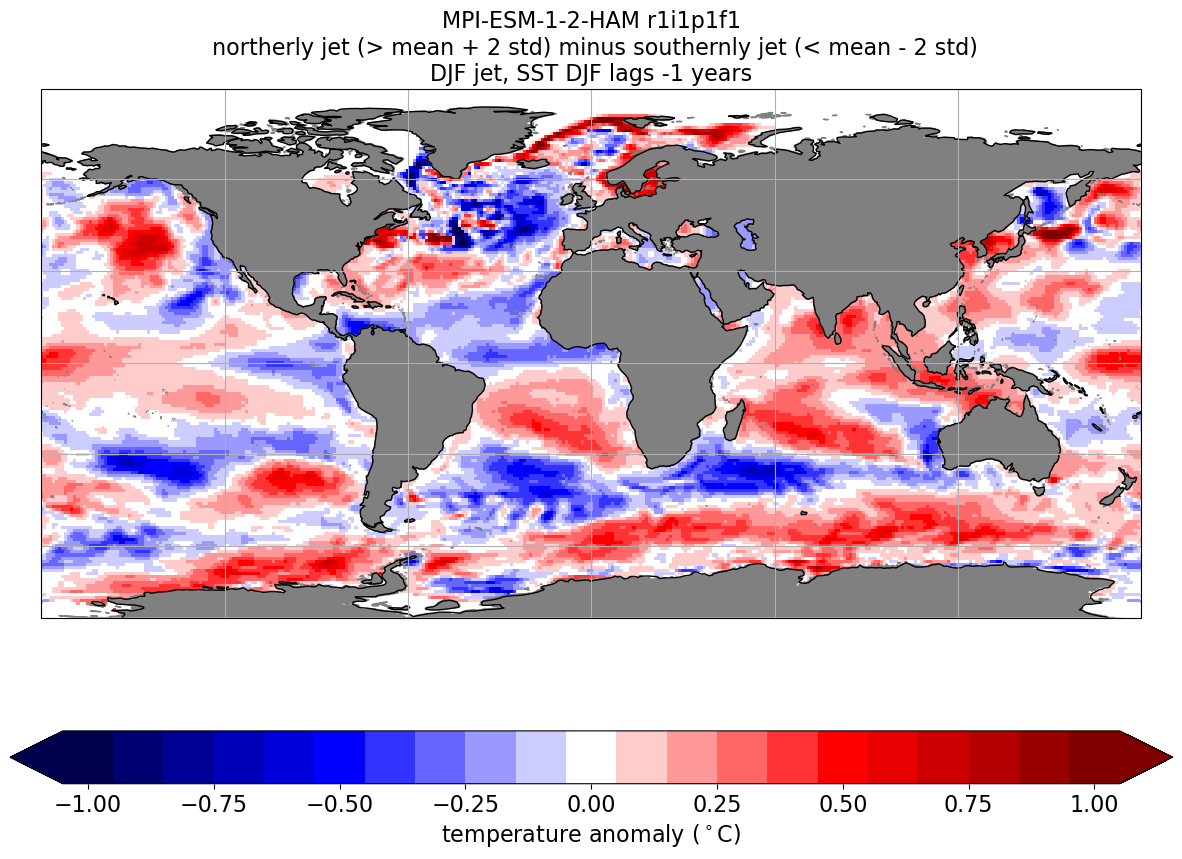 MPI-ESM-1-2-HAM r1i1p1f1
northerly jet (> mean + 2 std) minus southernly jet (< mean - 2 std)
DJF jet, SST DJF lags -1 years
−1.00 −0.75 −0.50 −0.25 0.00 0.25 0.50 0.75 1.00
temperature anomaly (°C)